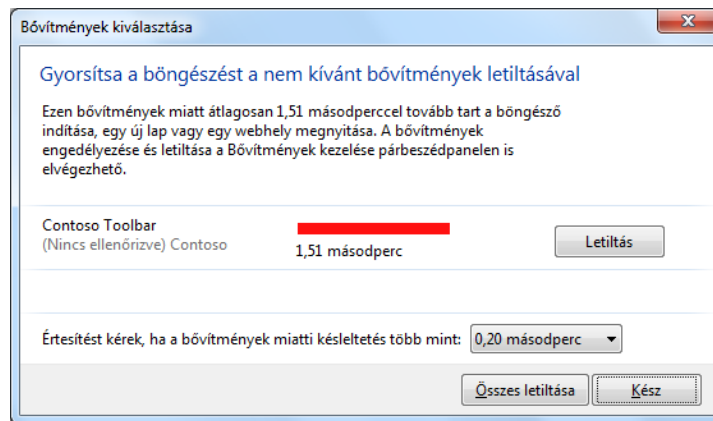 Bővítmények kiválasztása
Gyorsítsa a böngészést a nem kívánt bővítmények letiltásával
Ezen bővítmények miatt átlagosan 1,51 másodperccel tovább tart a böngésző
indítása, egy új lap vagy egy webhely megnyitása. A bővítmények
engedélyezése és letiltása a Bővítmények kezelése párbeszédpanelen is
elvégezhető.
Contoso Toolbar
(Nincs ellenőrizve) Contoso
1,51 másodperc
Letiltás
Értesítést kérek, ha a bővítmények miatti késleltetés több mint: 0,20 másodperc
Összes letiltása Kész